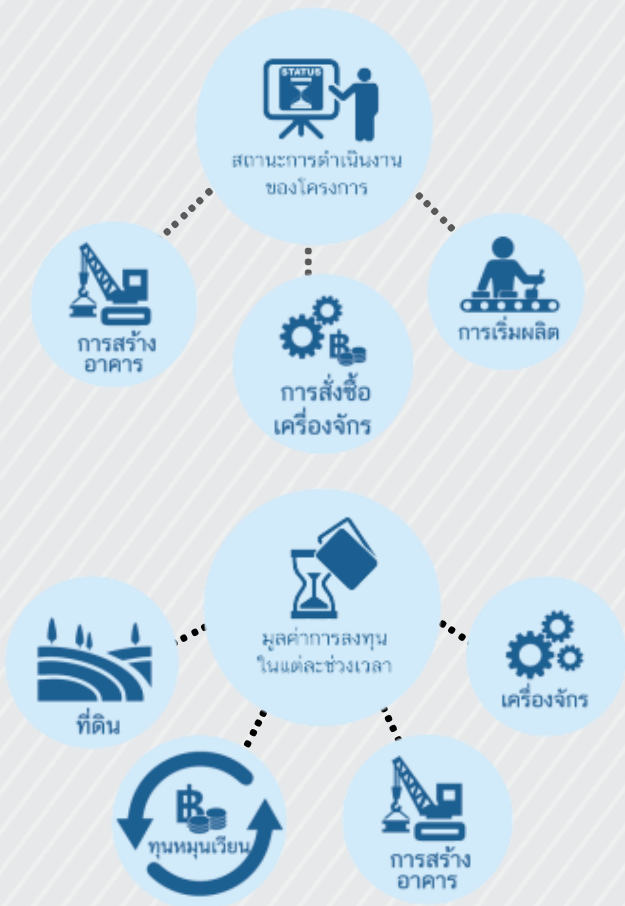 STATUS
สถานะการดำเนินงาน
ของโครงการ
การสร้าง
อาคาร
การสั่งซื้อ
เครื่องจักร
การเริ่มผลิต
มูลค่าการลงทุน
ในแต่ละช่วงเวลา
ที่ดิน
ทุนหมุนเวียน
การสร้าง
อาคาร
เครื่องจักร